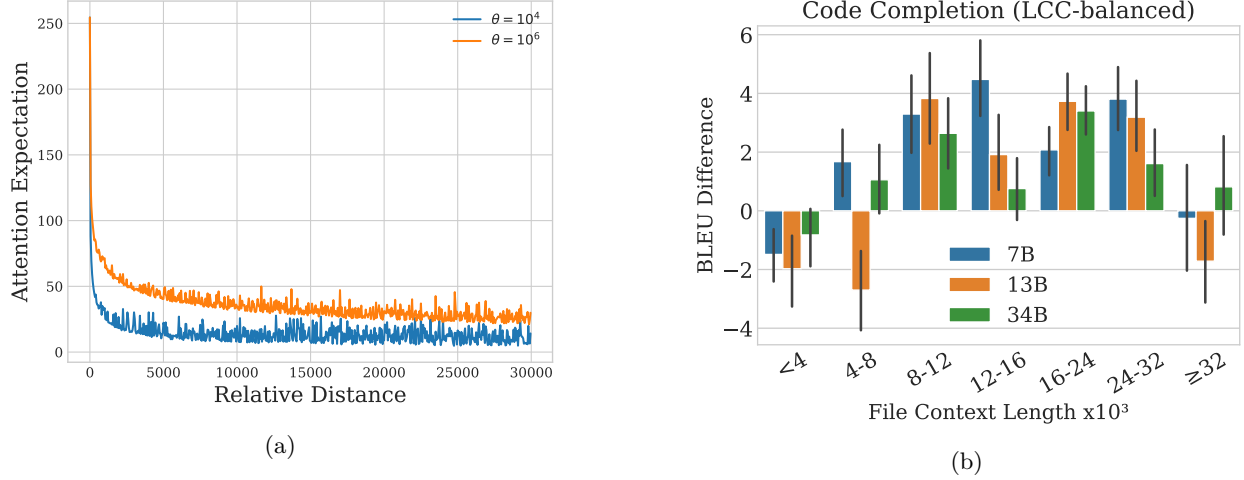 250
200
150
100
50
0
Attention Expectation
θ = 10⁴
θ = 10⁶
0 5000 10000 15000 20000 25000 30000
Relative Distance
(a)
Code Completion (LCC-balanced)
6
4
2
0
−2
−4
BLEU Difference
7B
13B
34B
<4 4-8 8-12 12-16 16-24 24-32 ≥32
File Context Length x10³
(b)